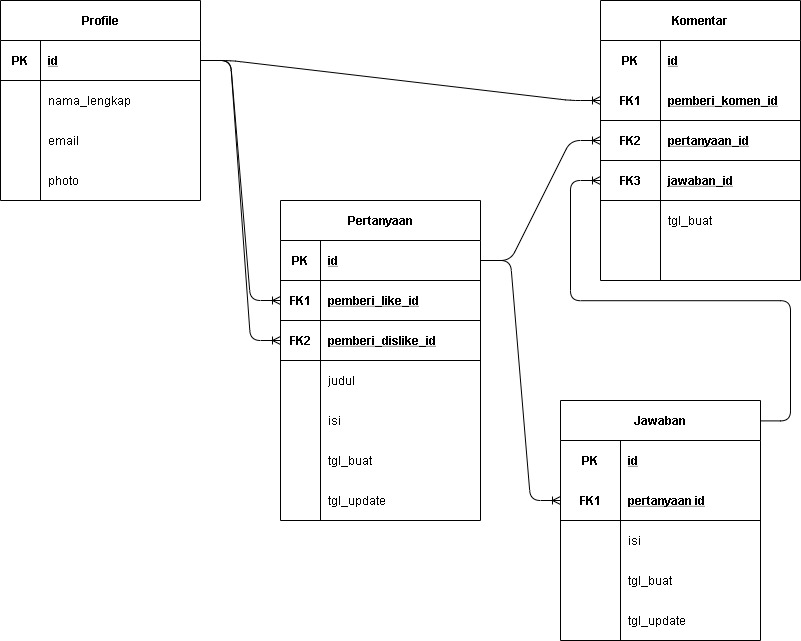 Profile
PK id
nama_lengkap
email
photo
Komentar
PK id
FK1 pemberi_komen_id
FK2 pertanyaan_id
FK3 jawaban_id
tgl_buat
Pertanyaan
PK id
FK1 pemberi_like_id
FK2 pemberi_dislike_id
judul
isi
tgl_buat
tgl_update
Jawaban
PK id
FK1 pertanyaan id
isi
tgl_buat
tgl_update